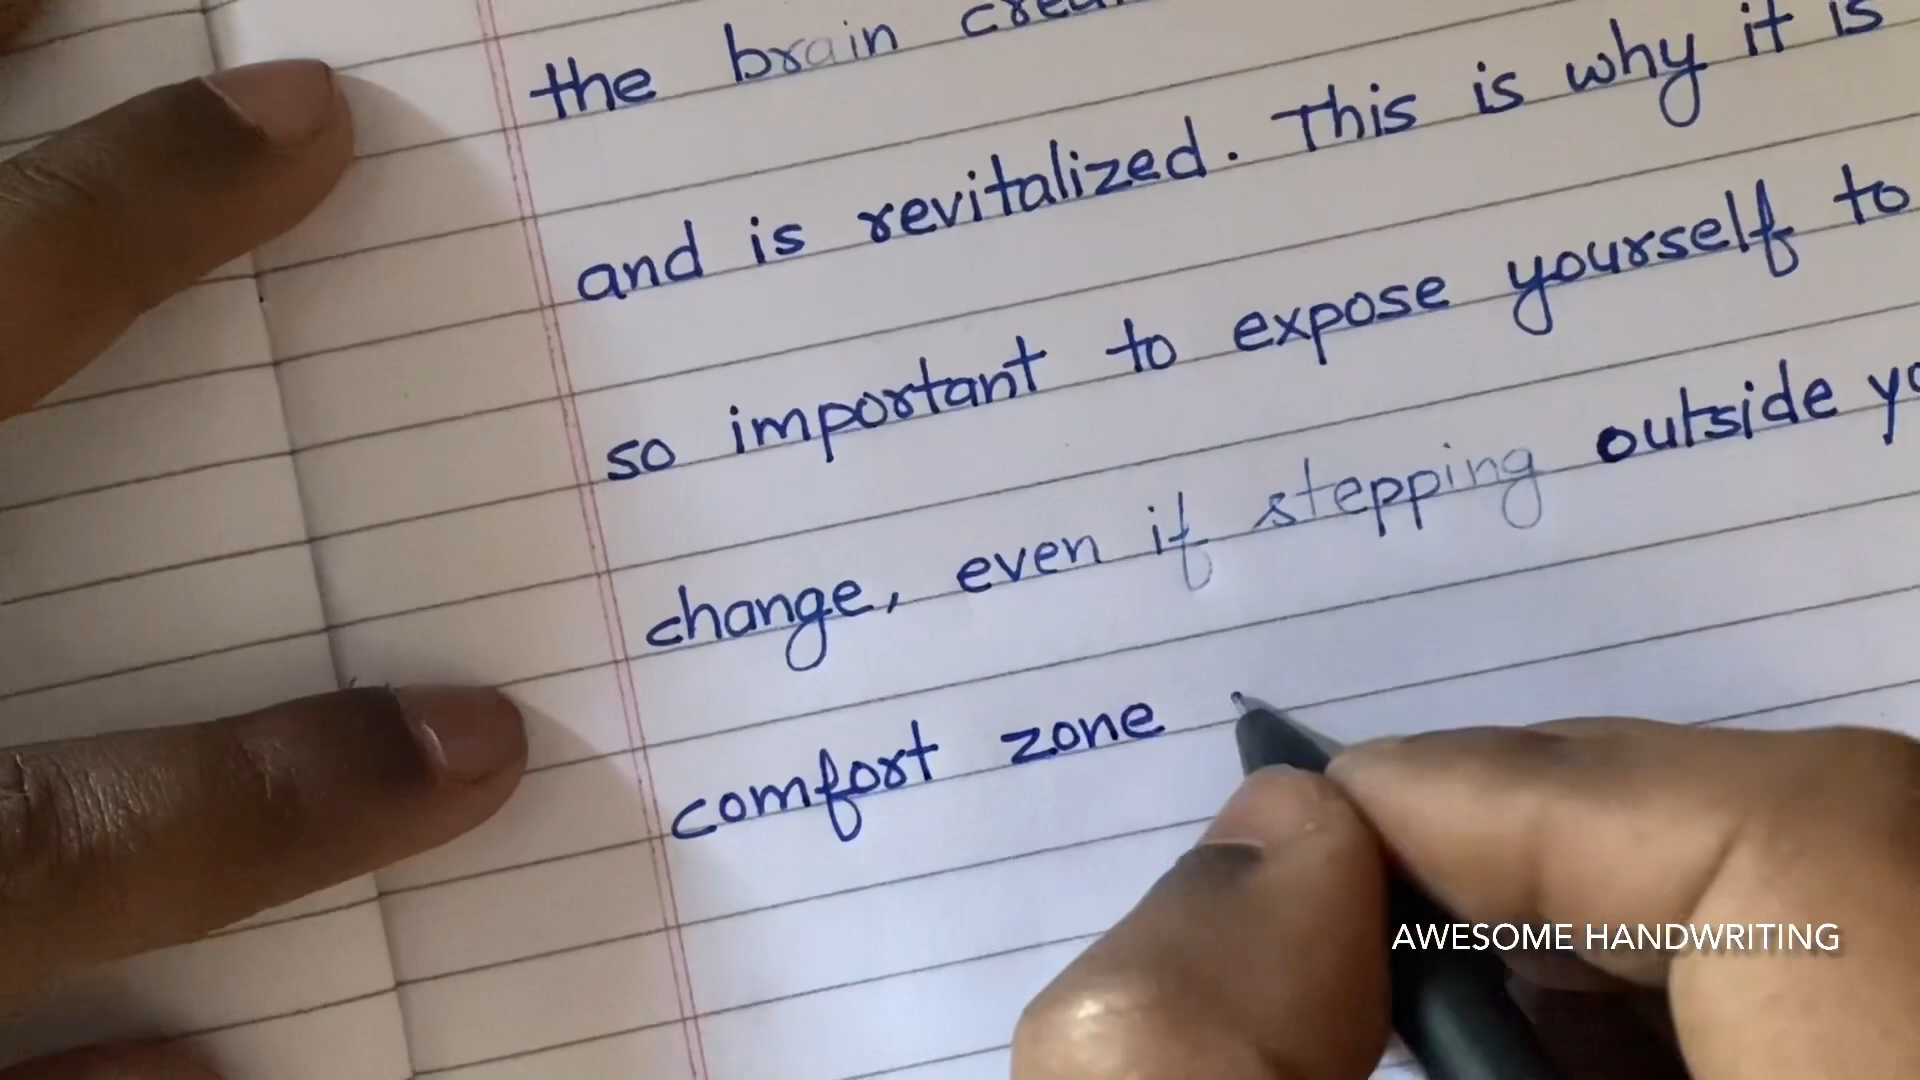 the brain
and is revitalized. This is why it is
so important to expose yourself to
change, even if stepping outside
comfort zone
AWESOME HANDWRITING